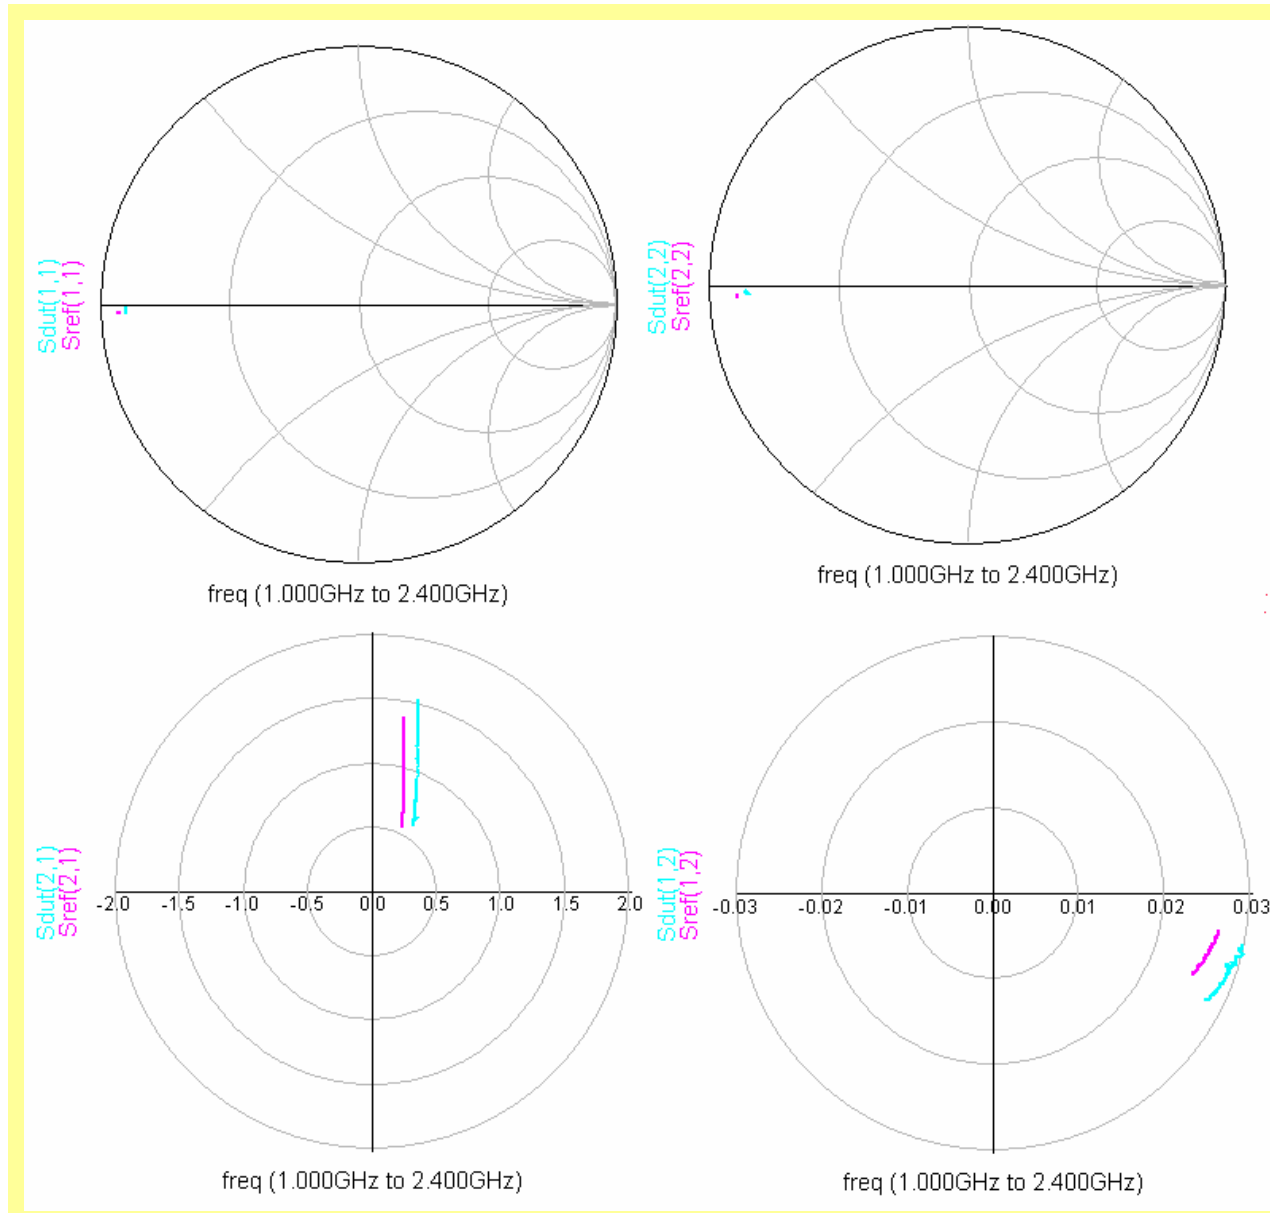 Sdut(1,1)
Sref(1,1)
freq (1.000GHz to 2.400GHz)
Sdut(2,2)
Sref(2,2)
freq (1.000GHz to 2.400GHz)
Sdut(2,1)
Sref(2,1)
-2.0 -1.5 -1.0 -0.5 0.0 0.5 1.0 1.5 2.0
freq (1.000GHz to 2.400GHz)
Sdut(1,2)
Sref(1,2)
-0.03 -0.02 -0.01 0.00 0.01 0.02 0.03
freq (1.000GHz to 2.400GHz)